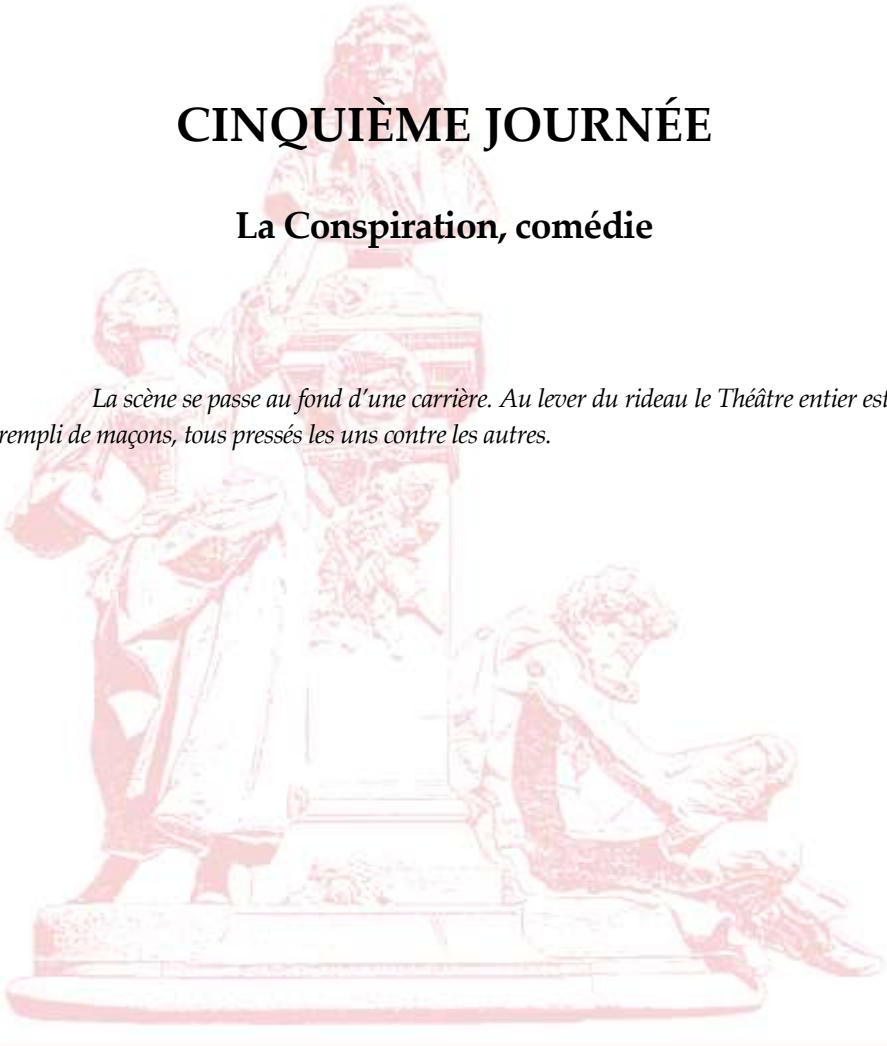 CINQUIÈME JOURNÉE
La Conspiration, comédie
La scène se passe au fond d’une carrière. Au lever du rideau le Théâtre entier est
rempli de maçons, tous pressés les uns contre les autres.